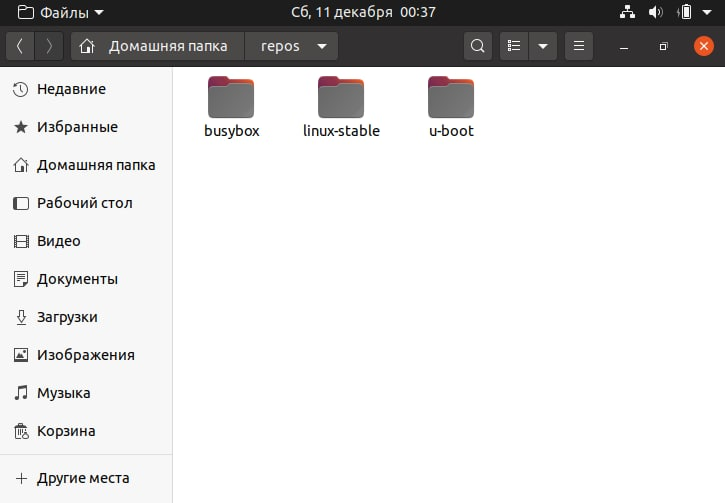 Файлы
Сб, 11 декабря 00:37
Домашняя папка
repos
Недавние
Избранные
Домашняя папка
Рабочий стол
Видео
Документы
Загрузки
Изображения
Музыка
Корзина
Другие места
busybox
linux-stable
u-boot